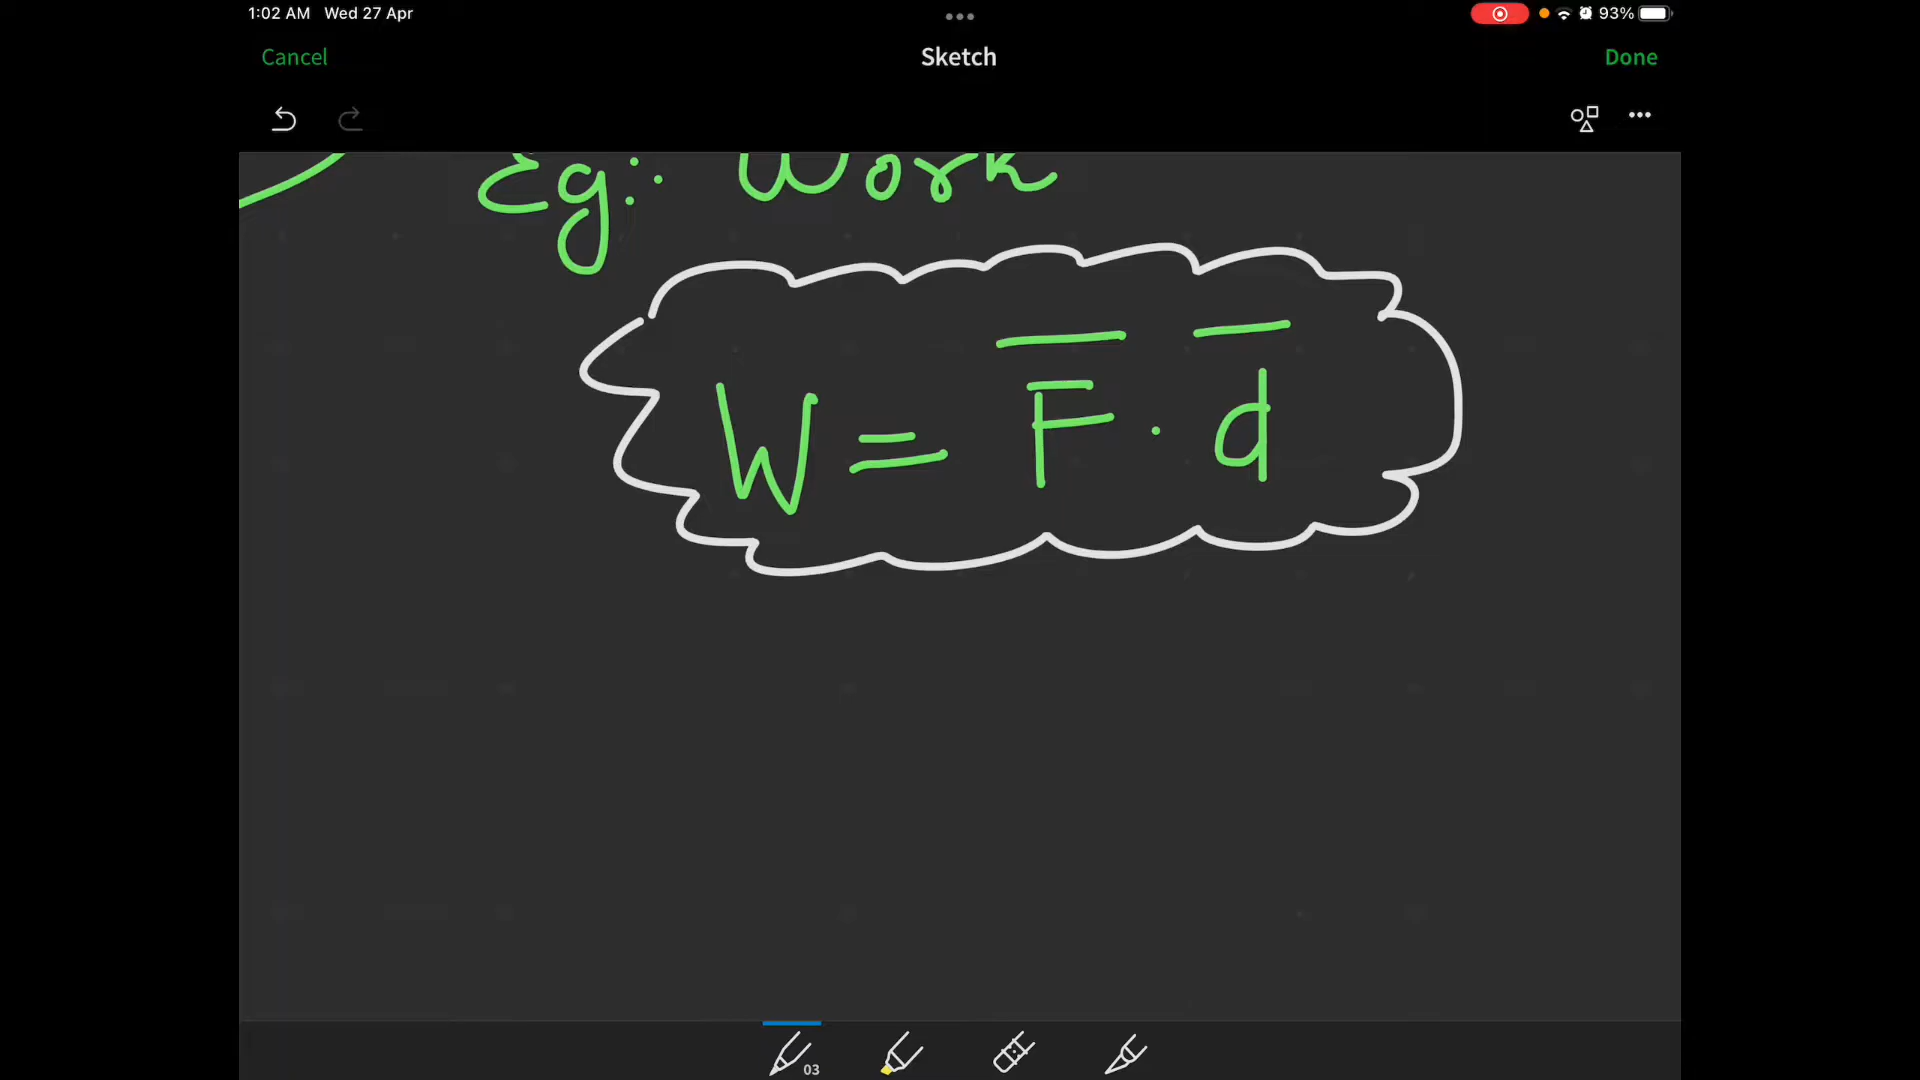 1:02 AM Wed 27 Apr 93%
Cancel Sketch Done
Eg: Work
W = F̅ · d̅
03